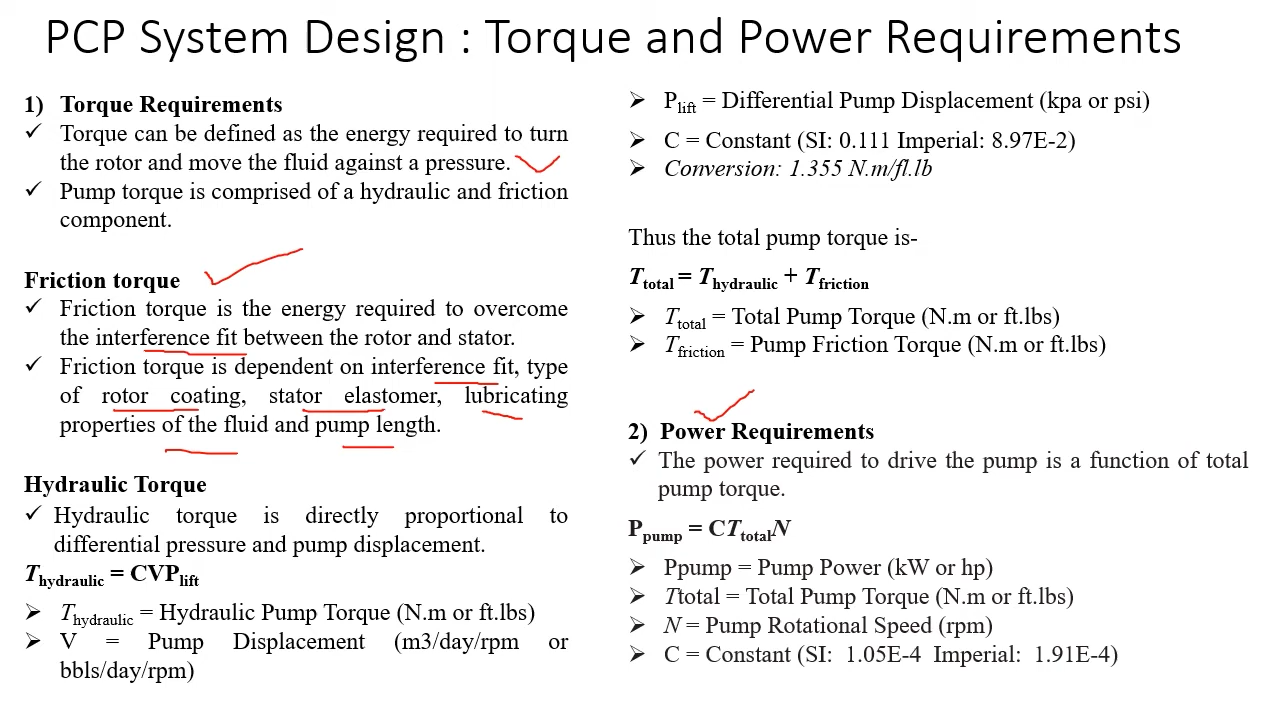 PCP System Design : Torque and Power Requirements
1) Torque Requirements
✓ Torque can be defined as the energy required to turn
the rotor and move the fluid against a pressure.
✓ Pump torque is comprised of a hydraulic and friction
component.
Friction torque
✓ Friction torque is the energy required to overcome
the interference fit between the rotor and stator.
✓ Friction torque is dependent on interference fit, type
of rotor coating, stator elastomer, lubricating
properties of the fluid and pump length.
Hydraulic Torque
✓ Hydraulic torque is directly proportional to
differential pressure and pump displacement.
Thydraulic = CVPlift
➢ Thydraulic = Hydraulic Pump Torque (N.m or ft.lbs)
➢ V = Pump Displacement (m3/day/rpm or
bbls/day/rpm)
➢ Plift = Differential Pump Displacement (kpa or psi)
➢ C = Constant (SI: 0.111 Imperial: 8.97E-2)
➢ Conversion: 1.355 N.m/fl.lb
Thus the total pump torque is-
Ttotal = Thydraulic + Tfriction
➢ Ttotal = Total Pump Torque (N.m or ft.lbs)
➢ Tfriction = Pump Friction Torque (N.m or ft.lbs)
2) Power Requirements
✓ The power required to drive the pump is a function of total
pump torque.
Ppump = CTtotalN
➢ Ppump = Pump Power (kW or hp)
➢ Ttotal = Total Pump Torque (N.m or ft.lbs)
➢ N = Pump Rotational Speed (rpm)
➢ C = Constant (SI: 1.05E-4 Imperial: 1.91E-4)